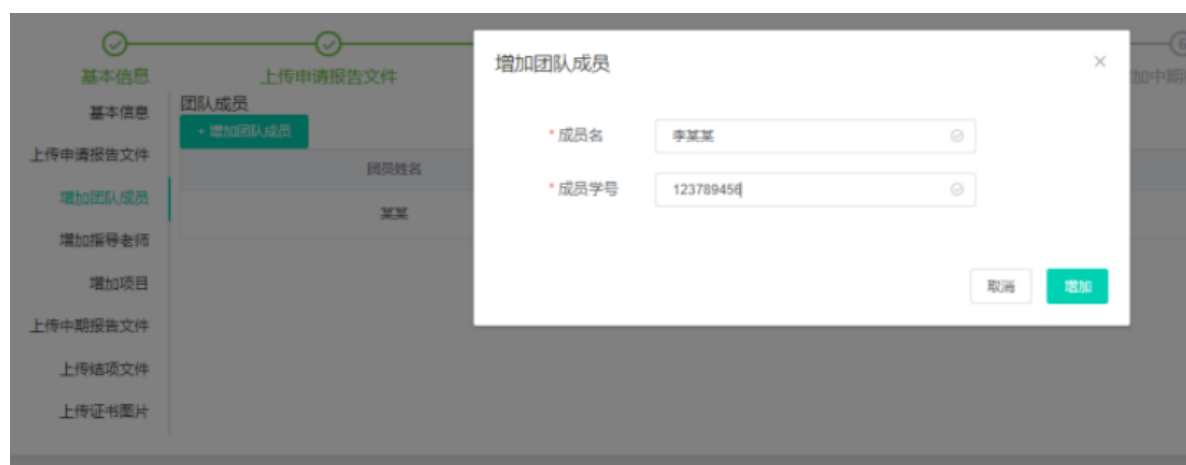 基本信息
上传申请报告文件
6
加中期
基本信息
上传申请报告文件
增加团队成员
增加指导老师
增加项目
上传中期报告文件
上传结项文件
上传证书图片
团队成员
+ 增加团队成员
团员姓名
某某
增加团队成员
* 成员名
李某某
* 成员学号
123789456
取消
增加